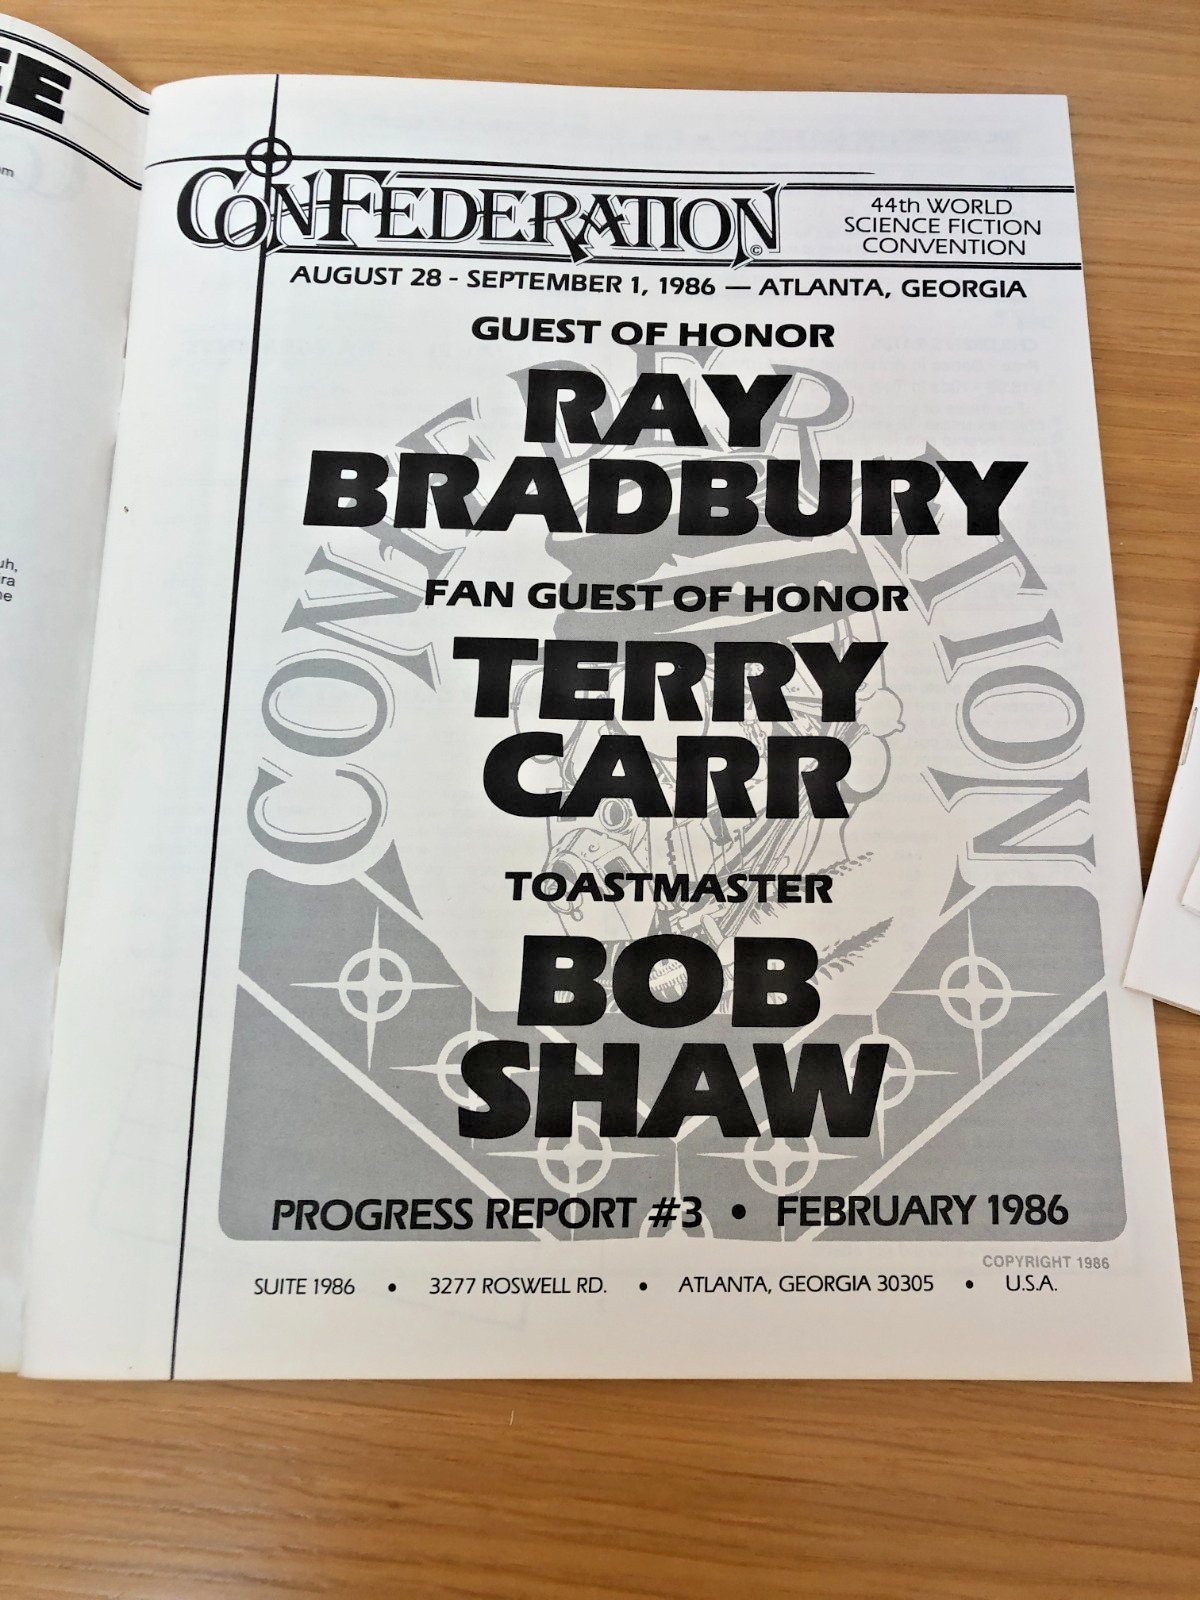 CONFEDERATION ©
44th WORLD
SCIENCE FICTION
CONVENTION
AUGUST 28 - SEPTEMBER 1, 1986 — ATLANTA, GEORGIA
GUEST OF HONOR
RAY
BRADBURY
FAN GUEST OF HONOR
TERRY
CARR
TOASTMASTER
BOB
SHAW
CONFEDERATION
PROGRESS REPORT #3 • FEBRUARY 1986
COPYRIGHT 1986
SUITE 1986 • 3277 ROSWELL RD. • ATLANTA, GEORGIA 30305 • U.S.A.